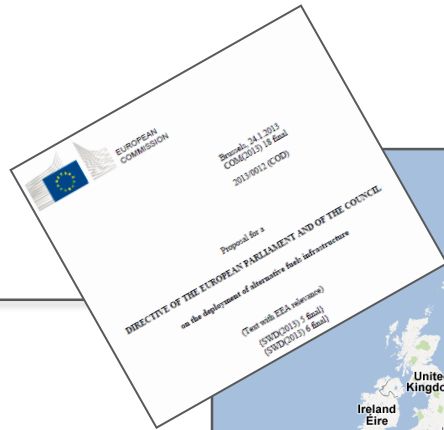 EUROPEAN
COMMISSION
Brussels, 24.1.2013
COM(2013) 18 final
2013/0012 (COD)
Proposal for a
DIRECTIVE OF THE EUROPEAN PARLIAMENT AND OF THE COUNCIL
on the deployment of alternative fuels infrastructure
(Text with EEA relevance)
{SWD(2013) 5 final}
{SWD(2013) 6 final}
Unite
Kingdo
Ireland
Éire